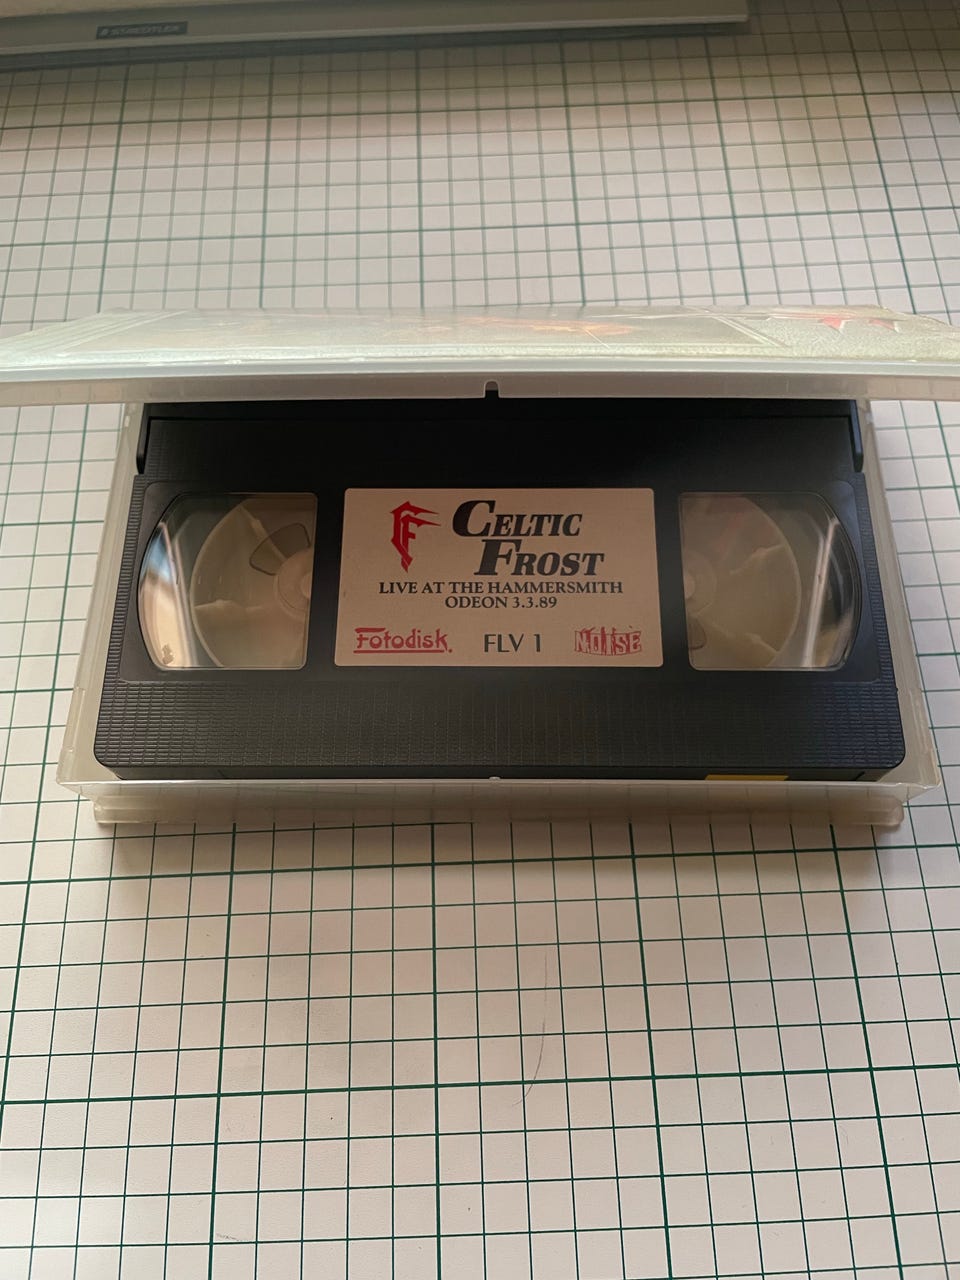 STAEDTLER
CELTIC
FROST
LIVE AT THE HAMMERSMITH
ODEON 3.3.89
Fotodisk. FLV 1 NOISE